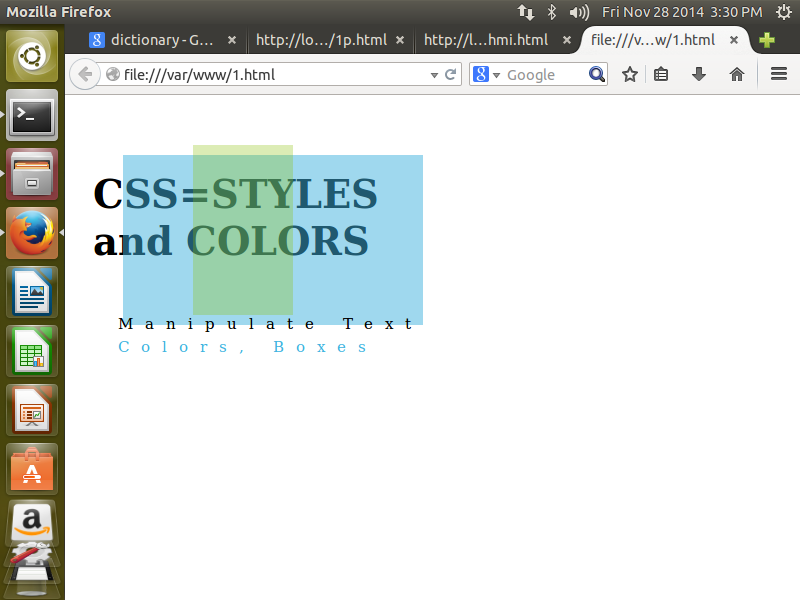 Mozilla Firefox
Fri Nov 28 2014 3:30 PM
dictionary - G…
http://lo…/1p.html
http://l…hmi.html
file:///v…w/1.html
file:///var/www/1.html
Google
CSS=STYLES
and COLORS
Manipulate Text
Colors, Boxes